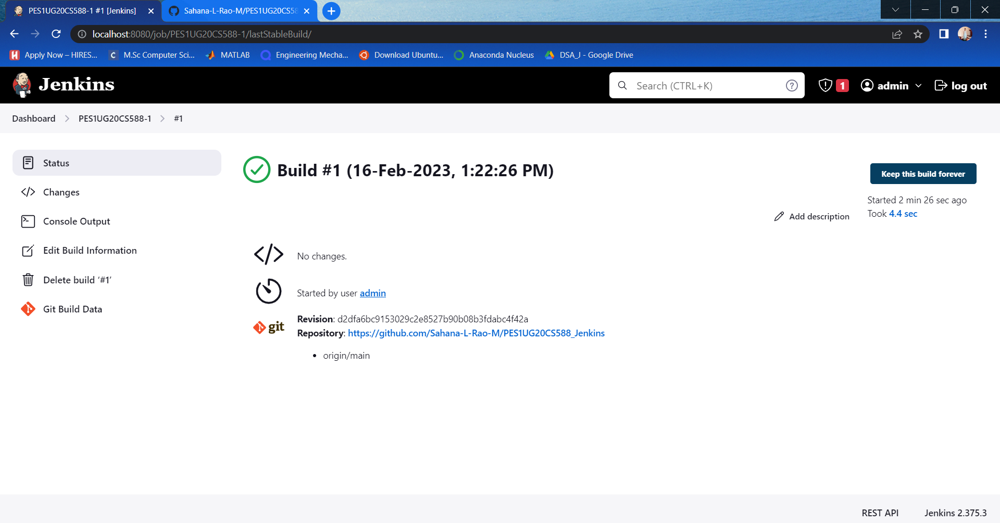 PES1UG20CS588-1 #1 [Jenkins]
Sahana-L-Rao-M/PES1UG20CS58
localhost:8080/job/PES1UG20CS588-1/lastStableBuild/
Apply Now – HIRES...
M.Sc Computer Sci...
MATLAB
Engineering Mecha...
Download Ubuntu...
Anaconda Nucleus
DSA_J - Google Drive
Jenkins
Search (CTRL+K)
1
admin
log out
Dashboard
PES1UG20CS588-1
#1
Status
Changes
Console Output
Edit Build Information
Delete build ‘#1’
Git Build Data
Build #1 (16-Feb-2023, 1:22:26 PM)
Keep this build forever
Started 2 min 26 sec ago
Took 4.4 sec
Add description
No changes.
Started by user admin
git
Revision: d2dfa6bc9153029c2e8527b90b08b3fdabc4f42a
Repository: https://github.com/Sahana-L-Rao-M/PES1UG20CS588_Jenkins
• origin/main
REST API
Jenkins 2.375.3